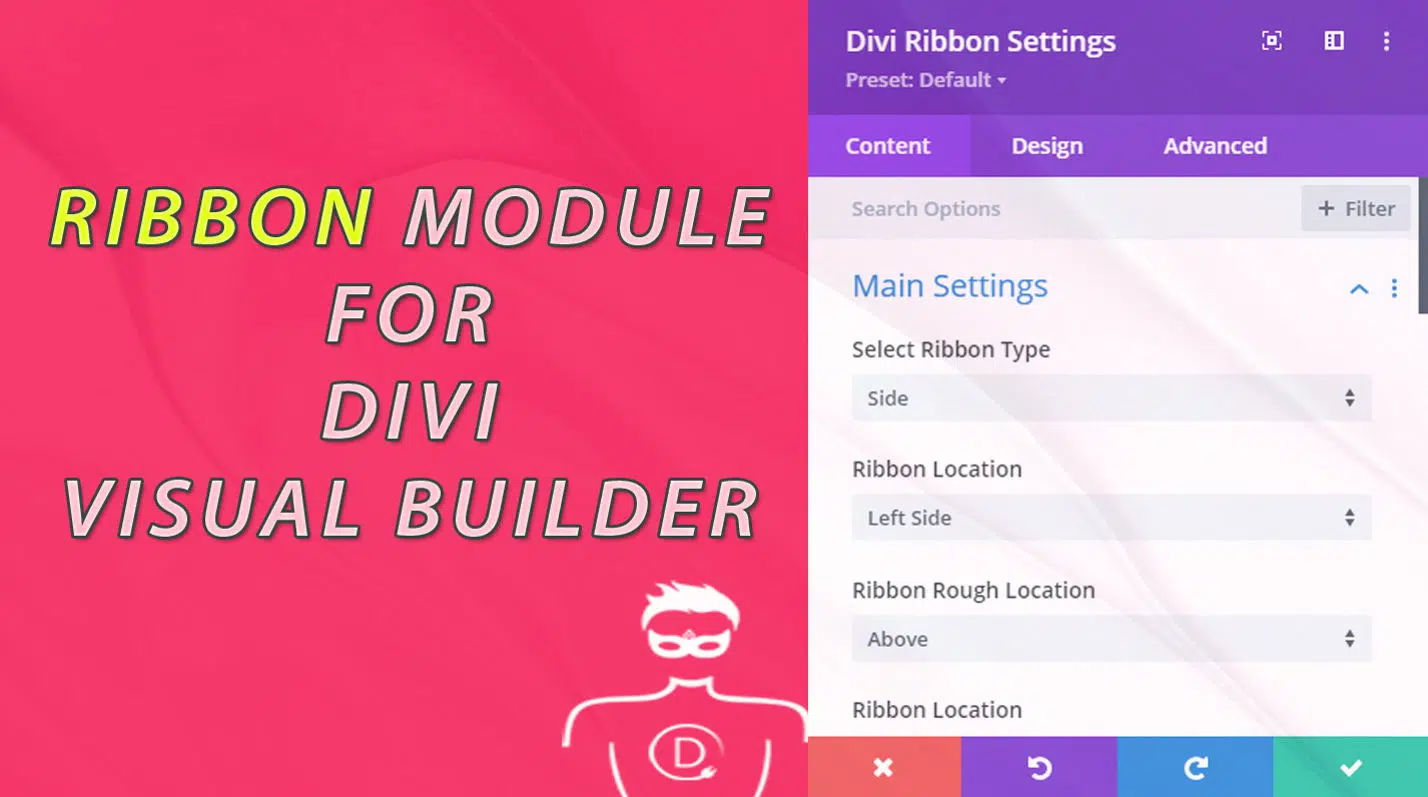 RIBBON MODULE
FOR
DIVI
VISUAL BUILDER
D
Divi Ribbon Settings
Preset: Default
Content Design Advanced
Search Options + Filter
Main Settings
Select Ribbon Type
Side
Ribbon Location
Left Side
Ribbon Rough Location
Above
Ribbon Location